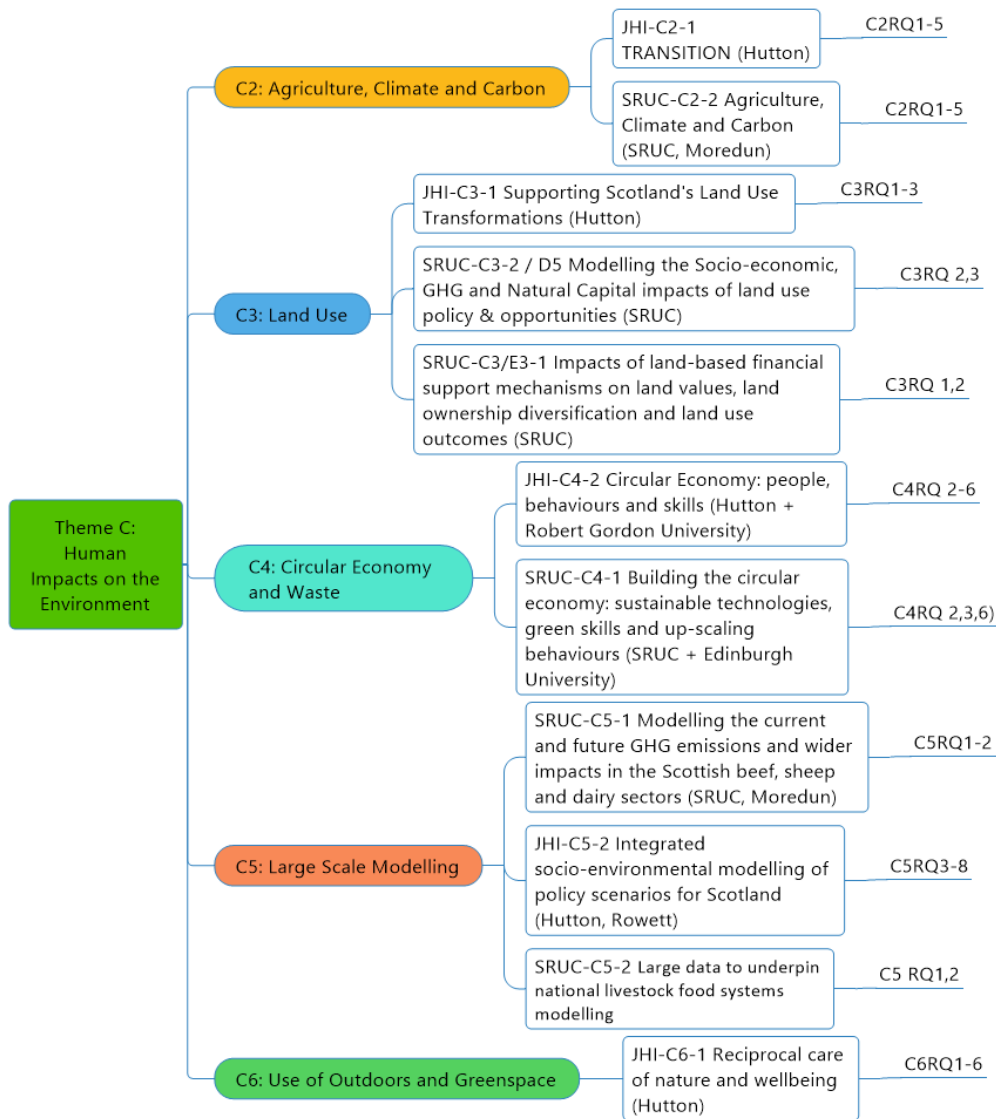 Theme C:
Human
Impacts on the
Environment
C2: Agriculture, Climate and Carbon
JHI-C2-1
TRANSITION (Hutton)
C2RQ1-5
SRUC-C2-2 Agriculture,
Climate and Carbon
(SRUC, Moredun)
C2RQ1-5
C3: Land Use
JHI-C3-1 Supporting Scotland's Land Use
Transformations (Hutton)
C3RQ1-3
SRUC-C3-2 / D5 Modelling the Socio-economic,
GHG and Natural Capital impacts of land use
policy & opportunities (SRUC)
C3RQ 2,3
SRUC-C3/E3-1 Impacts of land-based financial
support mechanisms on land values, land
ownership diversification and land use
outcomes (SRUC)
C3RQ 1,2
C4: Circular Economy
and Waste
JHI-C4-2 Circular Economy: people,
behaviours and skills (Hutton +
Robert Gordon University)
C4RQ 2-6
SRUC-C4-1 Building the circular
economy: sustainable technologies,
green skills and up-scaling
behaviours (SRUC + Edinburgh
University)
C4RQ 2,3,6)
C5: Large Scale Modelling
SRUC-C5-1 Modelling the current
and future GHG emissions and wider
impacts in the Scottish beef, sheep
and dairy sectors (SRUC, Moredun)
C5RQ1-2
JHI-C5-2 Integrated
socio-environmental modelling of
policy scenarios for Scotland
(Hutton, Rowett)
C5RQ3-8
SRUC-C5-2 Large data to underpin
national livestock food systems
modelling
C5 RQ1,2
C6: Use of Outdoors and Greenspace
JHI-C6-1 Reciprocal care
of nature and wellbeing
(Hutton)
C6RQ1-6